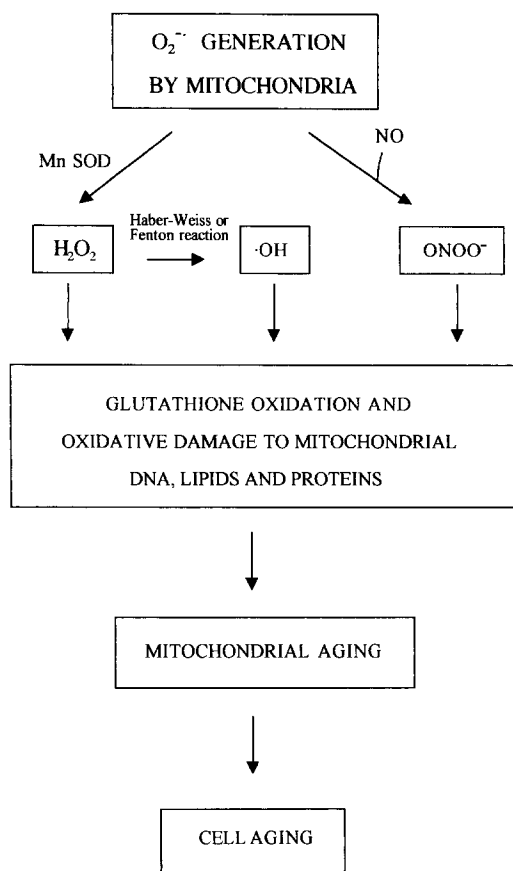 O₂⁻· GENERATION
BY MITOCHONDRIA
Mn SOD
NO
Haber-Weiss or
Fenton reaction
H₂O₂
·OH
ONOO⁻
GLUTATHIONE OXIDATION AND
OXIDATIVE DAMAGE TO MITOCHONDRIAL
DNA, LIPIDS AND PROTEINS
MITOCHONDRIAL AGING
CELL AGING